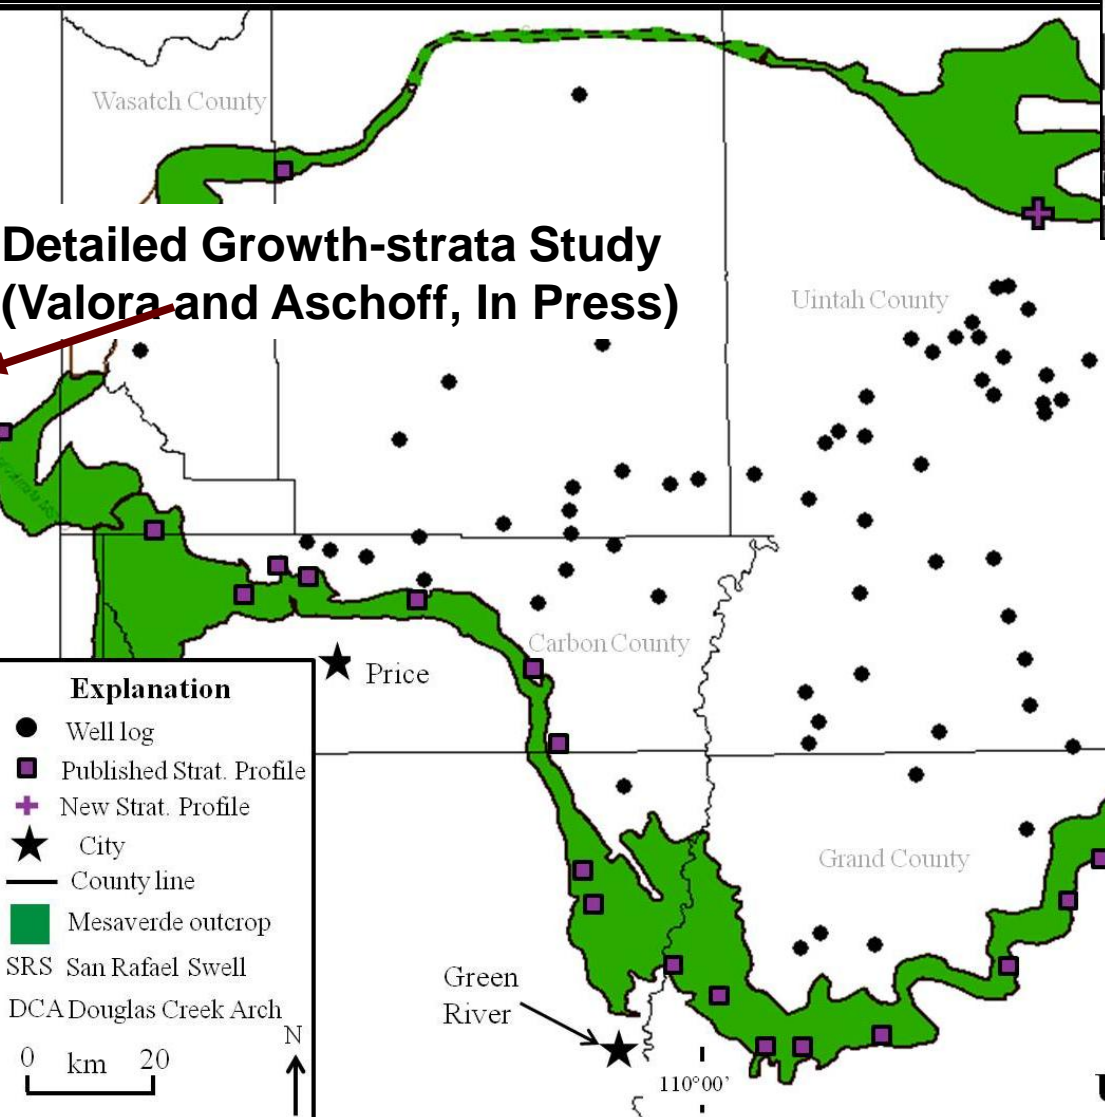 Wasatch County
Detailed Growth-strata Study
(Valora and Aschoff, In Press)
Uintah County
Carbon County
Price
Explanation
Well log
Published Strat. Profile
New Strat. Profile
City
County line
Mesaverde outcrop
SRS San Rafael Swell
DCA Douglas Creek Arch
0 km 20
N
Grand County
Green
River
110°00’